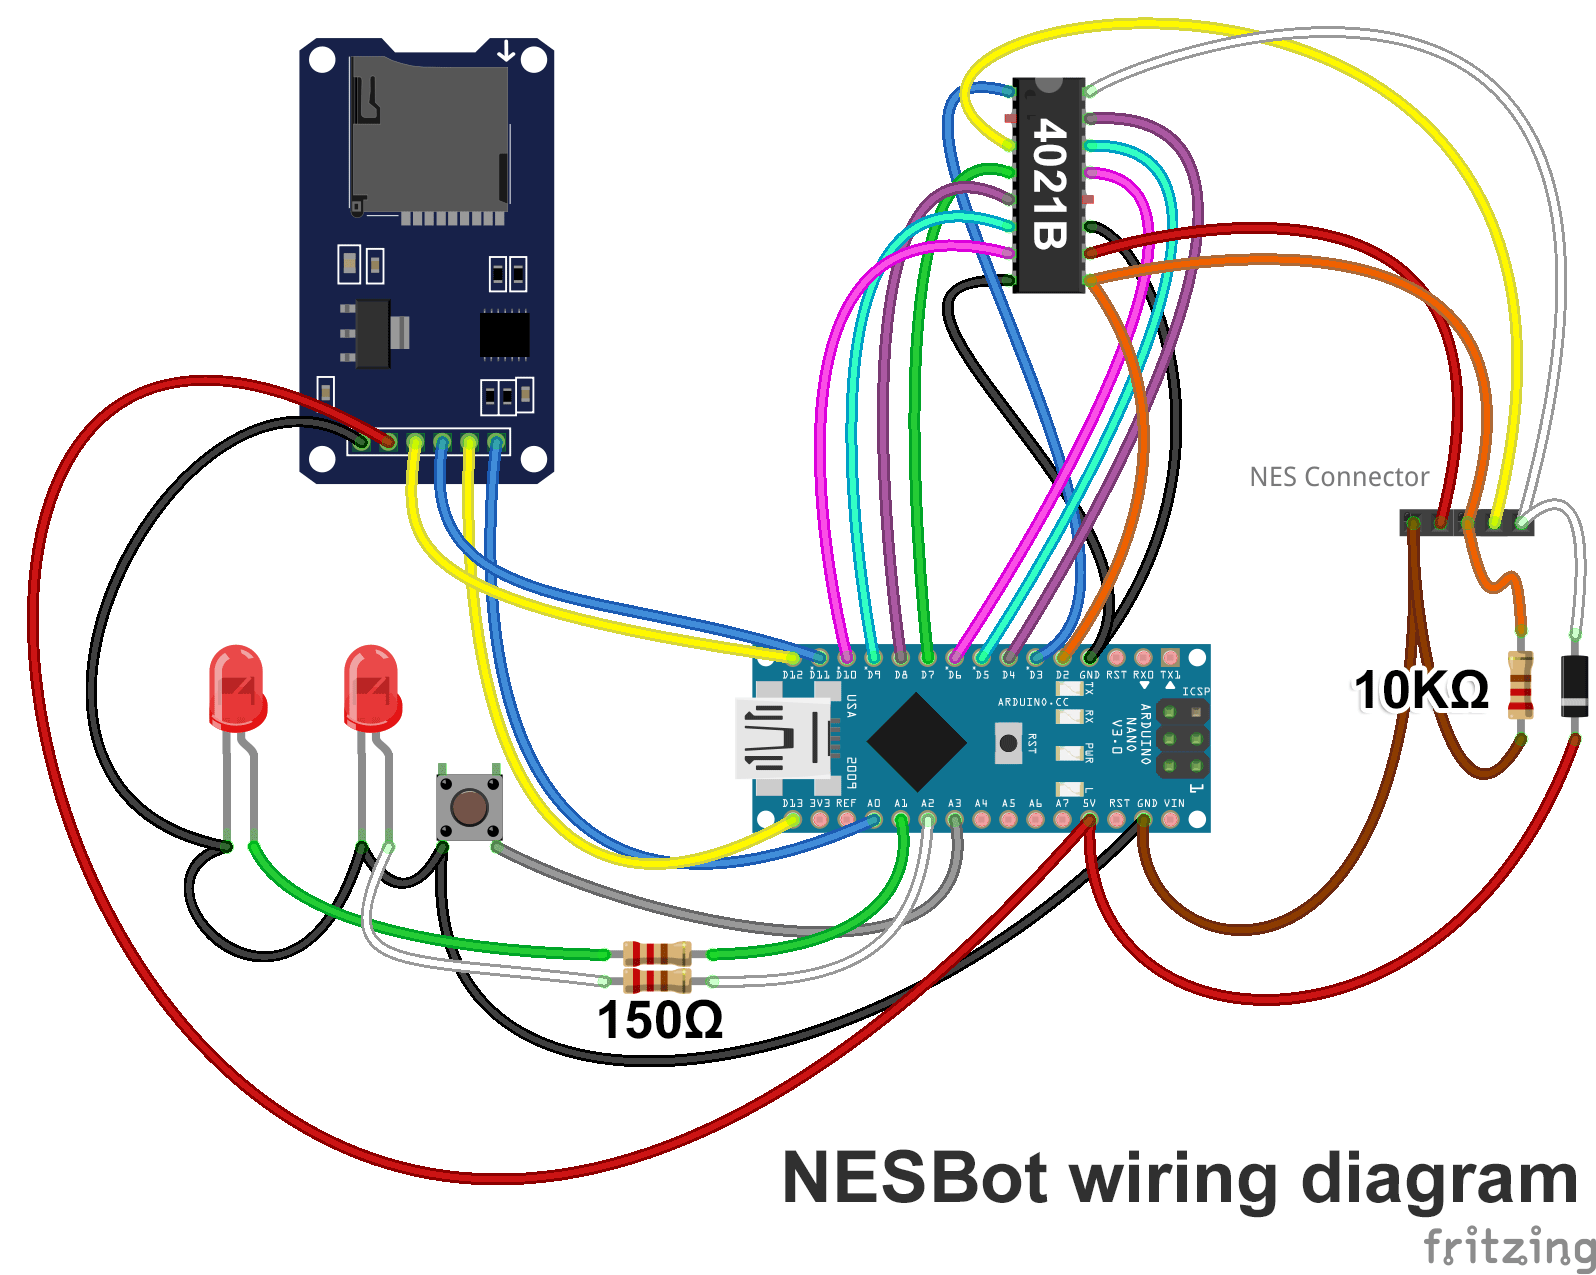 4021B
NES Connector
D12 D11 D10 D9 D8 D7 D6 D5 D4 D3 D2 GND RST RX0 TX1
USA
2005
ARDUINO.CC
RST
TX
RX
PWR
L
ARDUINO
NANO
V3.0
ICSP
1
D13 3V3 REF A0 A1 A2 A3 A4 A5 A6 A7 5V RST GND VIN
10KΩ
150Ω
NESBot wiring diagram
fritzing